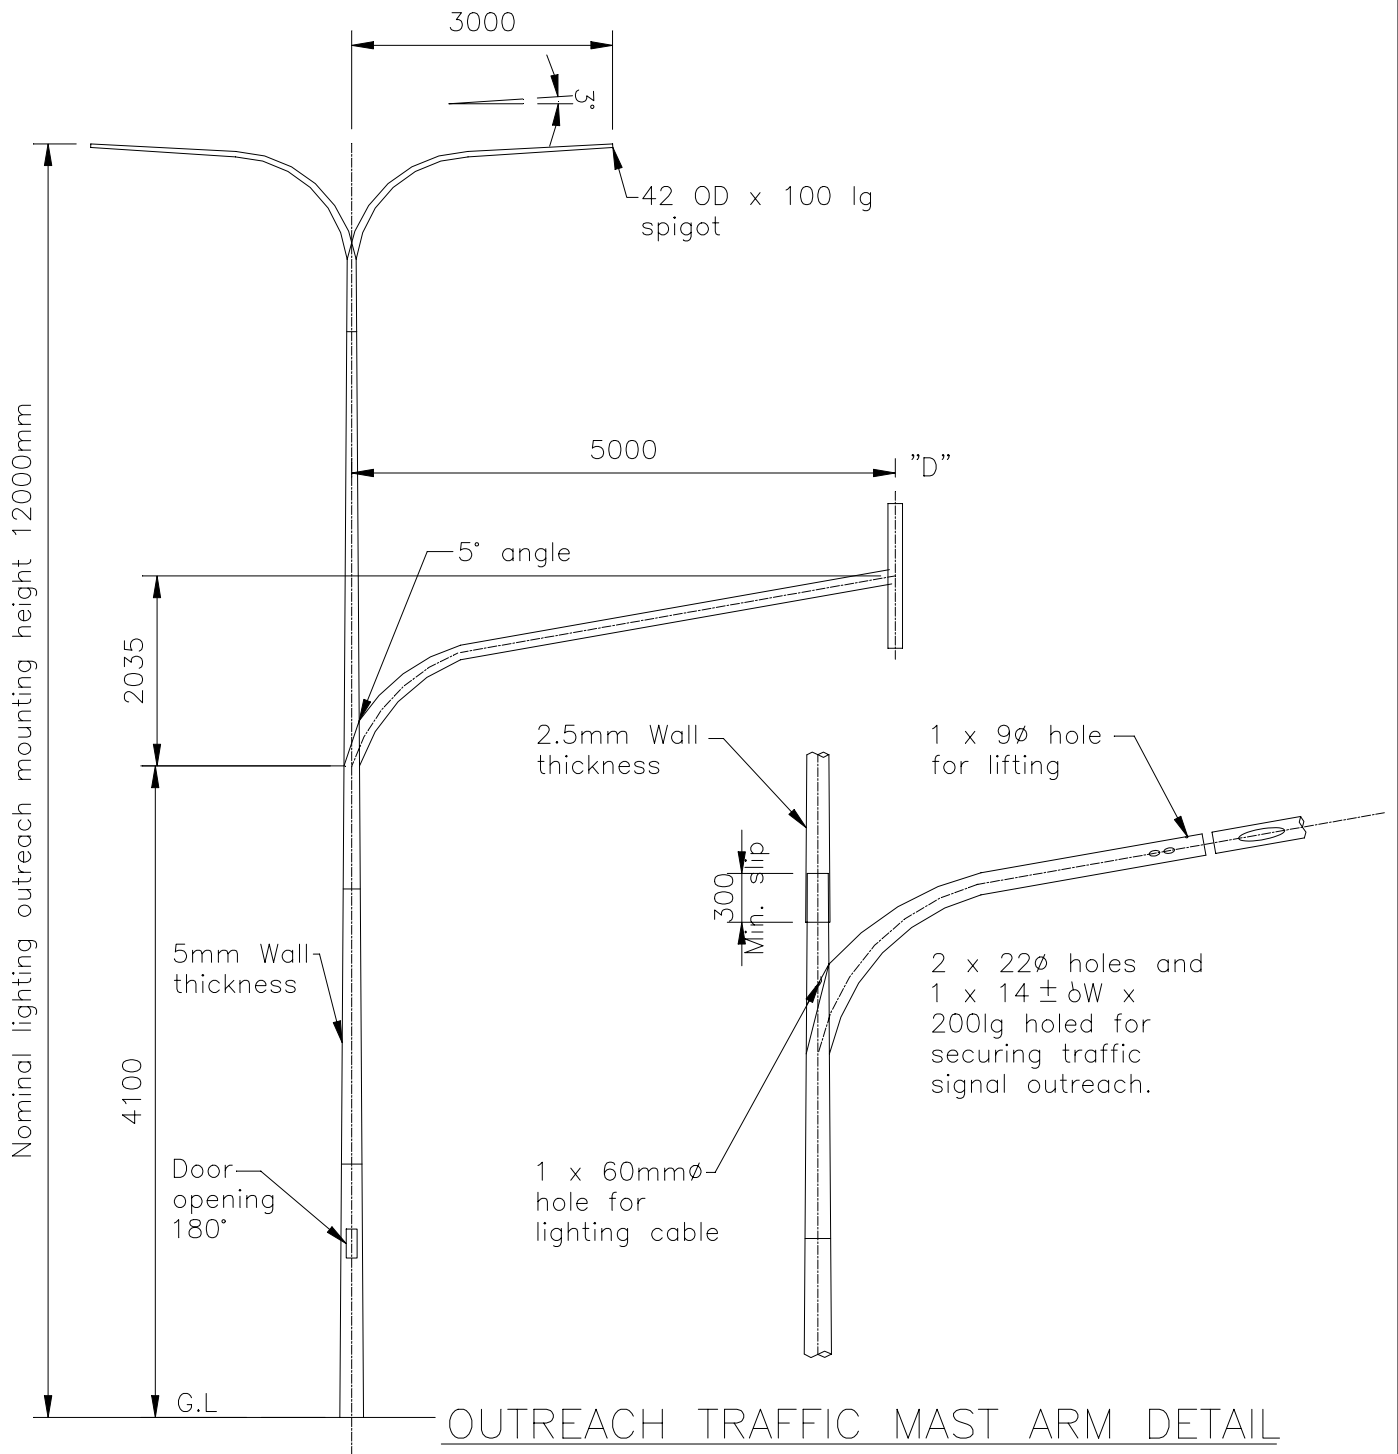 3000
3°
42 OD x 100 lg
spigot
Nominal lighting outreach mounting height 12000mm
5000
"D"
5° angle
2035
2.5mm Wall
thickness
1 x 9ø hole
for lifting
300
Min. slip
5mm Wall
thickness
2 x 22ø holes and
1 x 14 ± W x
200lg holed for
securing traffic
signal outreach.
4100
Door
opening
180°
1 x 60mmø
hole for
lighting cable
G.L
OUTREACH TRAFFIC MAST ARM DETAIL